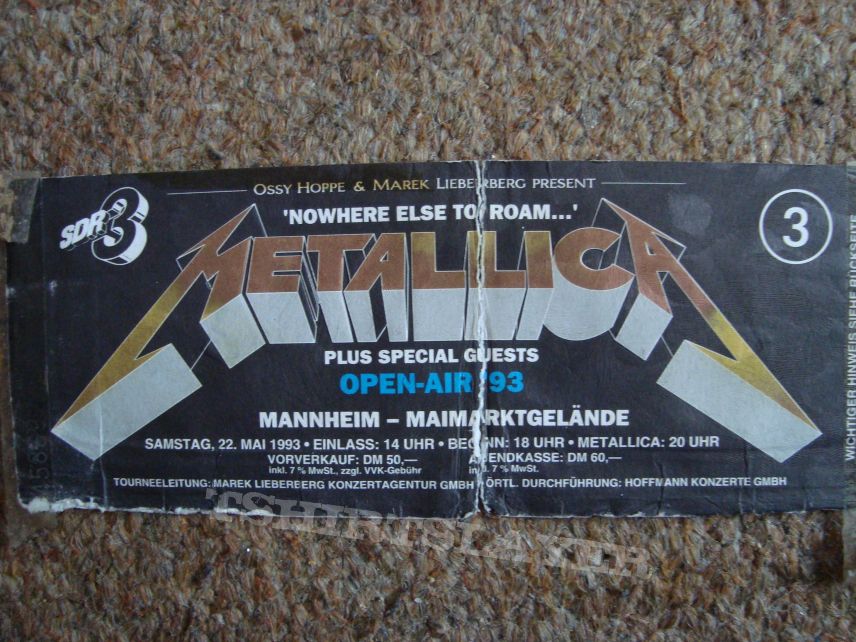 OSSY HOPPE & MAREK LIEBERBERG PRESENT
SDR 3
'NOWHERE ELSE TO ROAM...'
3
METALLICA
PLUS SPECIAL GUESTS
OPEN-AIR '93
MANNHEIM – MAIMARKTGELÄNDE
SAMSTAG, 22. MAI 1993 • EINLASS: 14 UHR • BEGINN: 18 UHR • METALLICA: 20 UHR
VORVERKAUF: DM 50,— ABENDKASSE: DM 60,—
inkl. 7 % MwSt., zzgl. VVK-Gebühr inkl. 7 % MwSt.
TOURNEELEITUNG: MAREK LIEBERBERG KONZERTAGENTUR GMBH • ÖRTL. DURCHFÜHRUNG: HOFFMANN KONZERTE GMBH
WICHTIGER HINWEIS SIEHE RÜCKSEITE
TSHIRTSLAYER